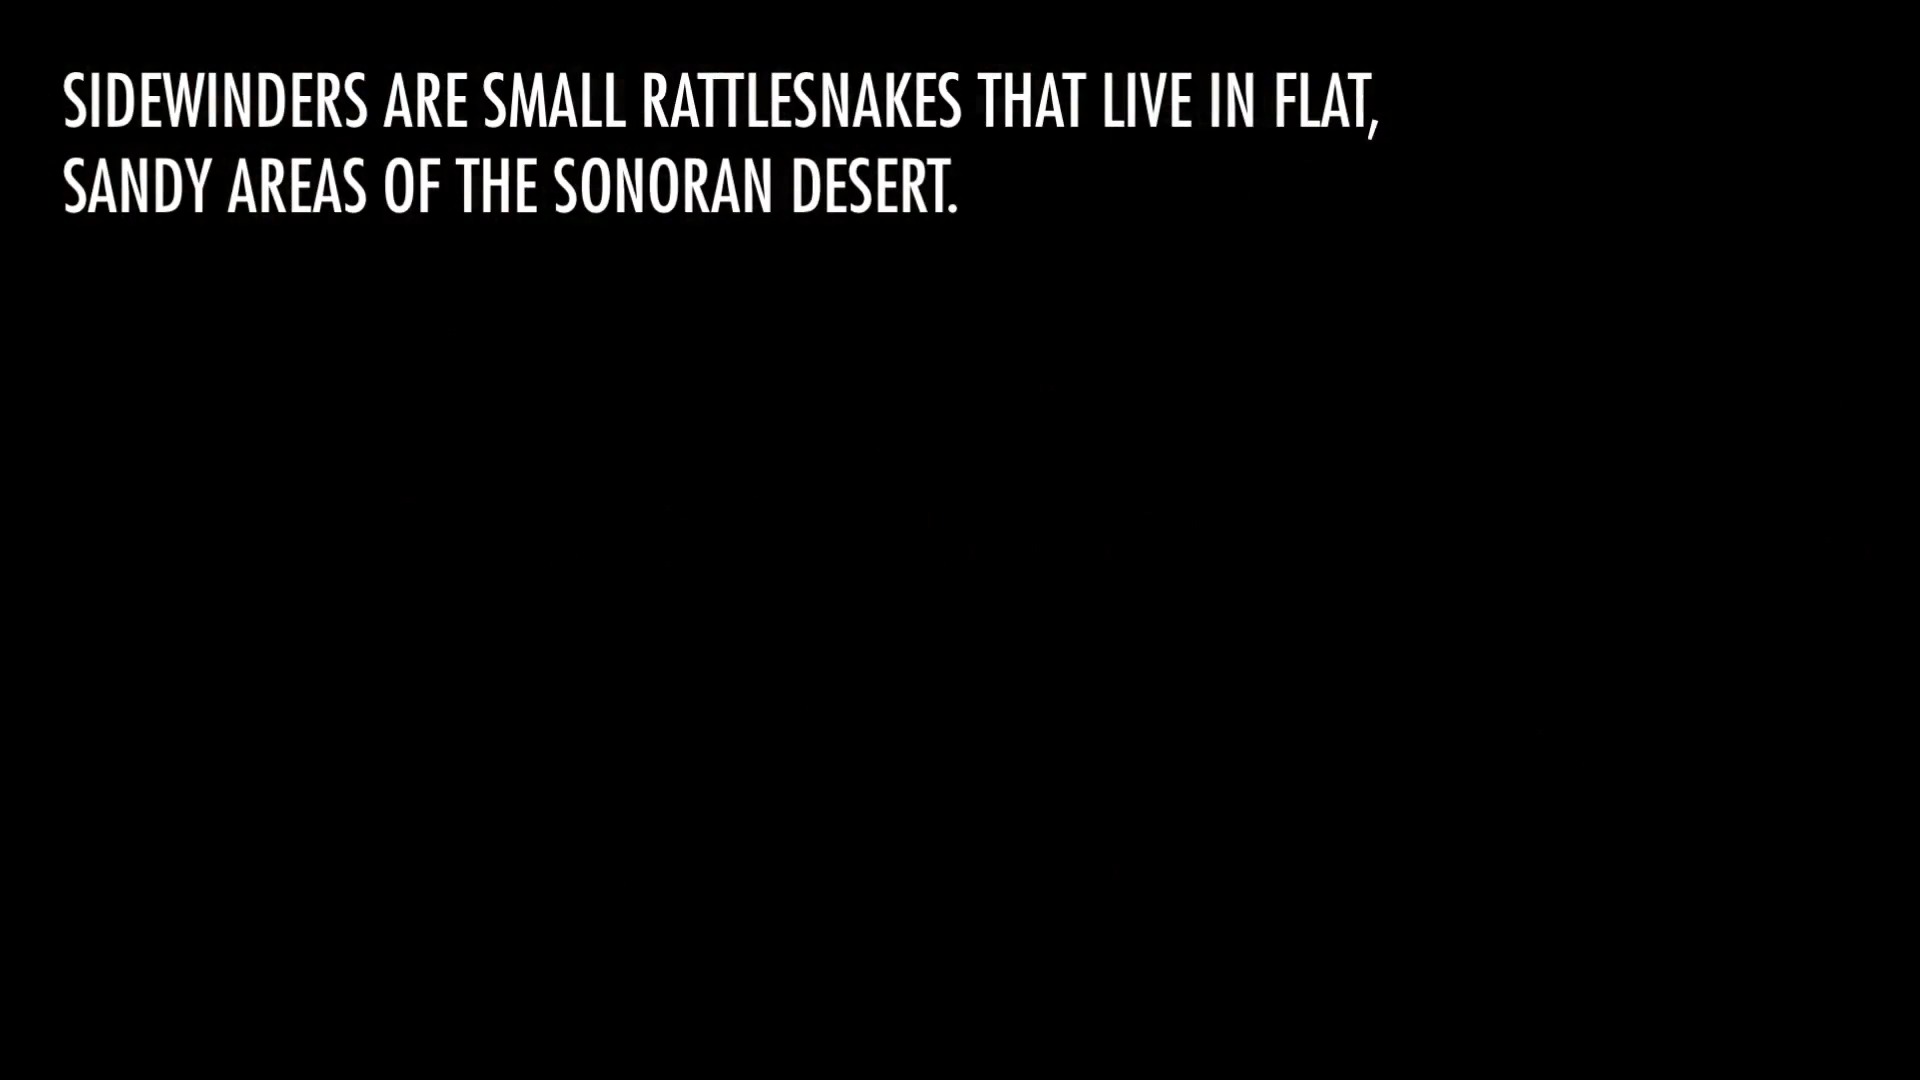 SIDEWINDERS ARE SMALL RATTLESNAKES THAT LIVE IN FLAT,
SANDY AREAS OF THE SONORAN DESERT.